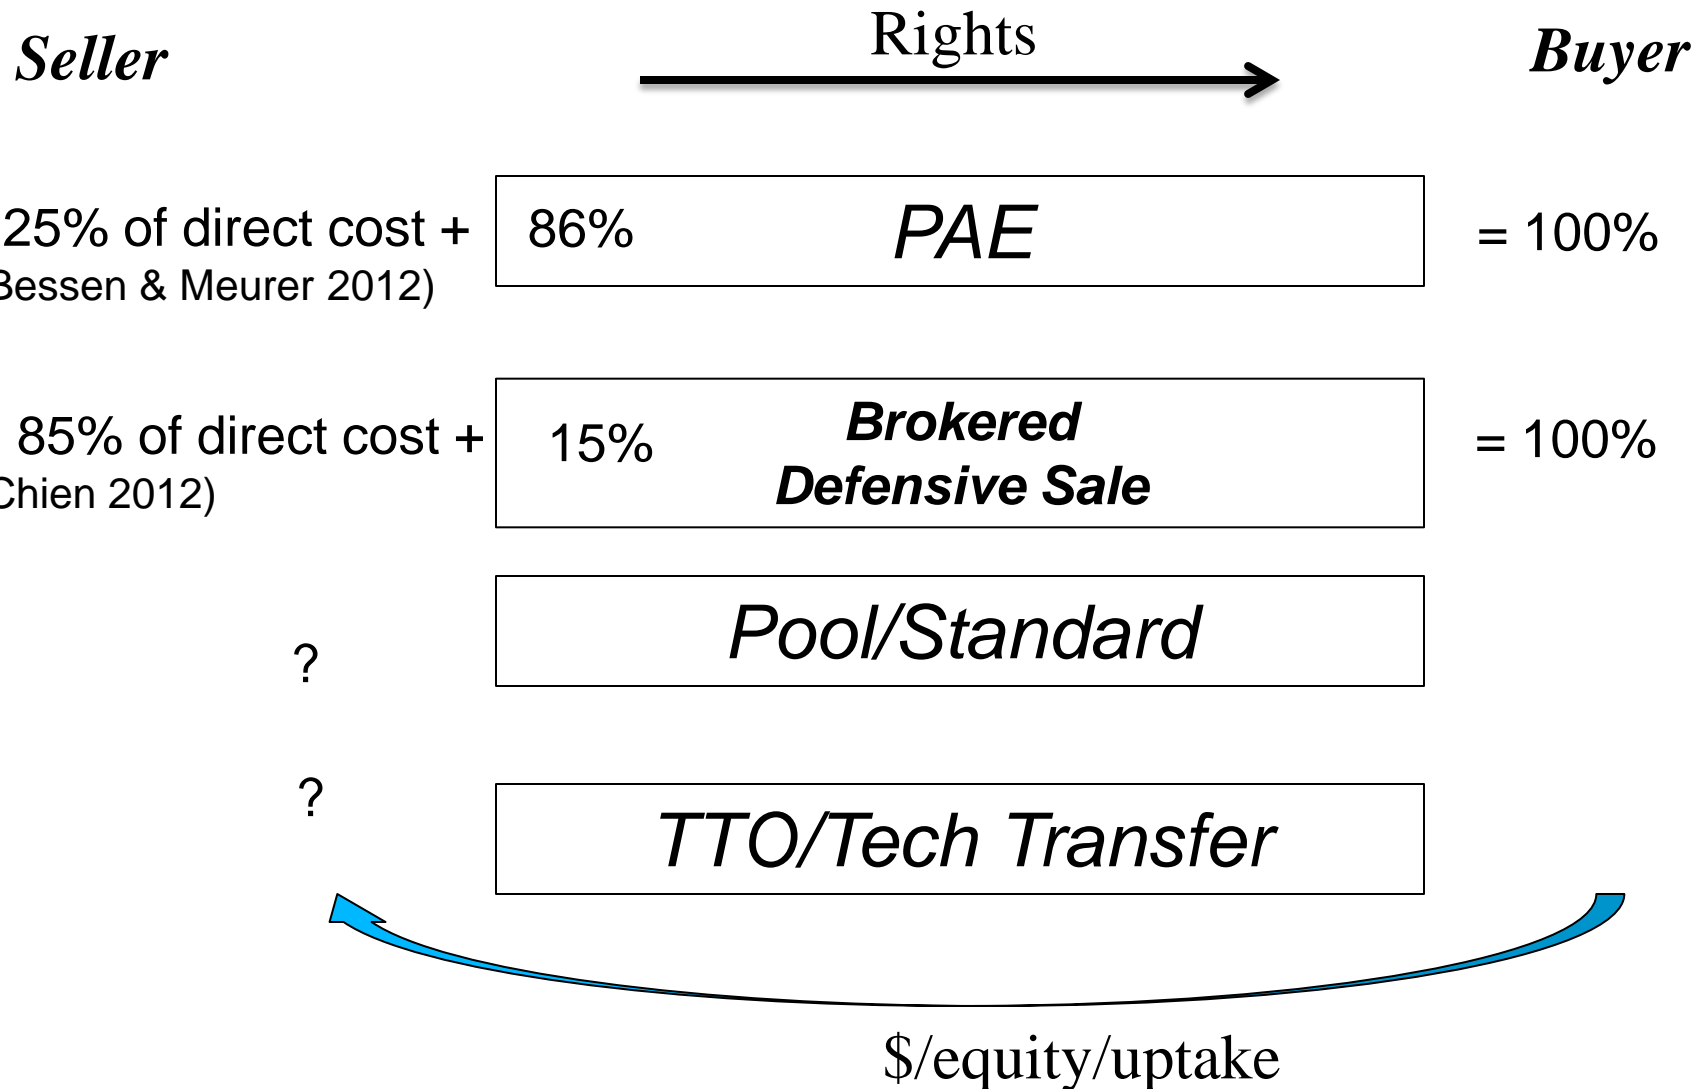 Seller
Rights
Buyer
25% of direct cost +
86%
PAE
= 100%
Bessen & Meurer 2012)
85% of direct cost +
15%
Brokered
Defensive Sale
= 100%
Chien 2012)
?
Pool/Standard
?
TTO/Tech Transfer
$/equity/uptake